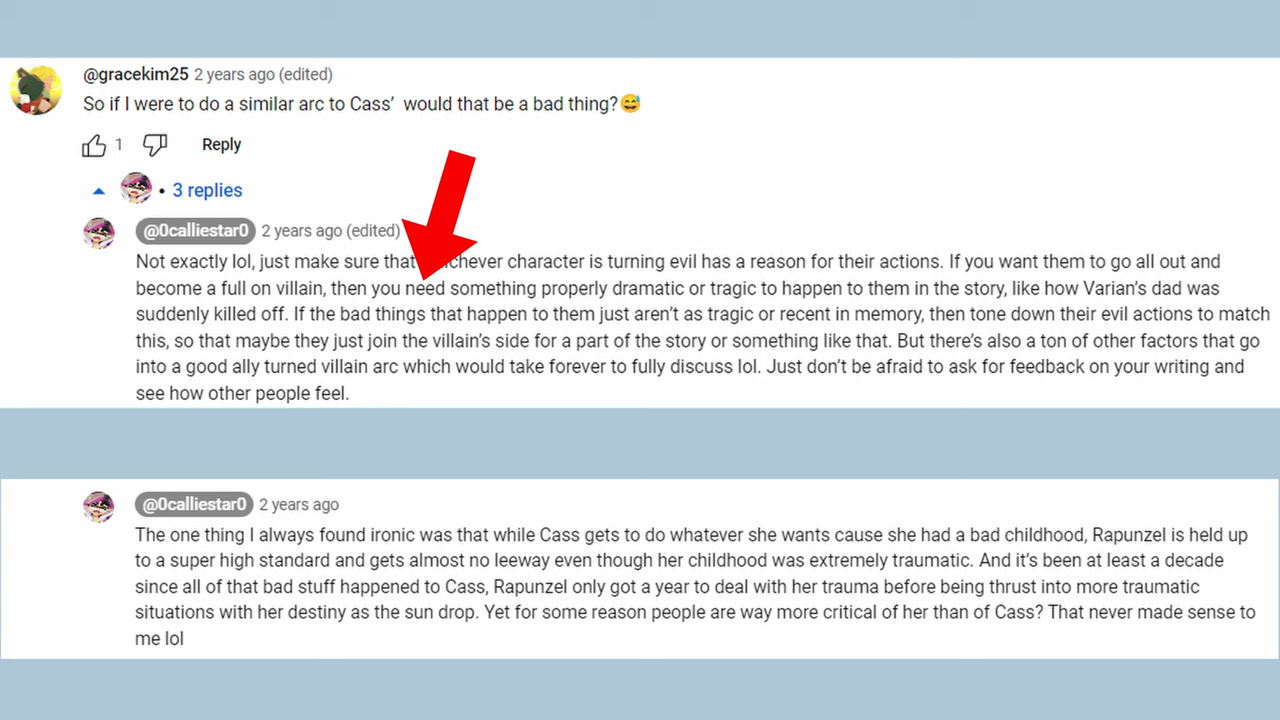 @gracekim25 2 years ago (edited)
So if I were to do a similar arc to Cass’ would that be a bad thing?😅
1 Reply
• 3 replies
@0calliestar0 2 years ago (edited)
Not exactly lol, just make sure that character is turning evil has a reason for their actions. If you want them to go all out and
become a full on villain, then you need something properly dramatic or tragic to happen to them in the story, like how Varian’s dad was
suddenly killed off. If the bad things that happen to them just aren’t as tragic or recent in memory, then tone down their evil actions to match
this, so that maybe they just join the villain’s side for a part of the story or something like that. But there’s also a ton of other factors that go
into a good ally turned villain arc which would take forever to fully discuss lol. Just don’t be afraid to ask for feedback on your writing and
see how other people feel.
@0calliestar0 2 years ago
The one thing I always found ironic was that while Cass gets to do whatever she wants cause she had a bad childhood, Rapunzel is held up
to a super high standard and gets almost no leeway even though her childhood was extremely traumatic. And it’s been at least a decade
since all of that bad stuff happened to Cass, Rapunzel only got a year to deal with her trauma before being thrust into more traumatic
situations with her destiny as the sun drop. Yet for some reason people are way more critical of her than of Cass? That never made sense to
me lol